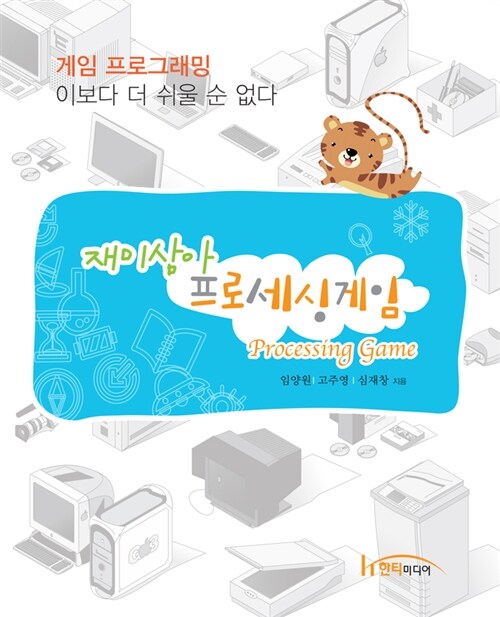 게임 프로그래밍
이보다 더 쉬울 순 없다
재미삼아
프로세싱게임
Processing Game
임양원 | 고주영 | 심재창 지음
한티미디어